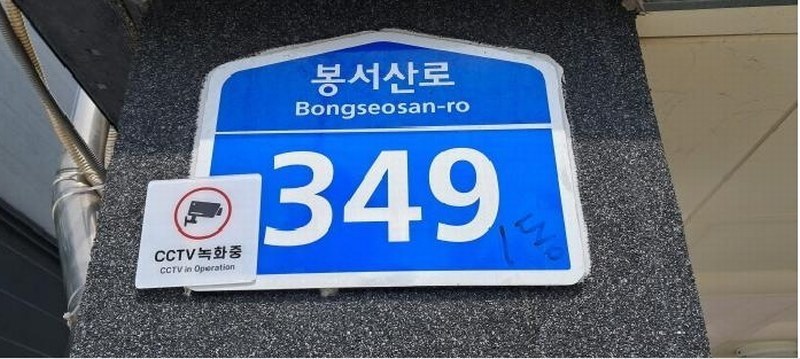 봉서산로
Bongseosan-ro
349
CCTV 녹화중
CCTV in Operation